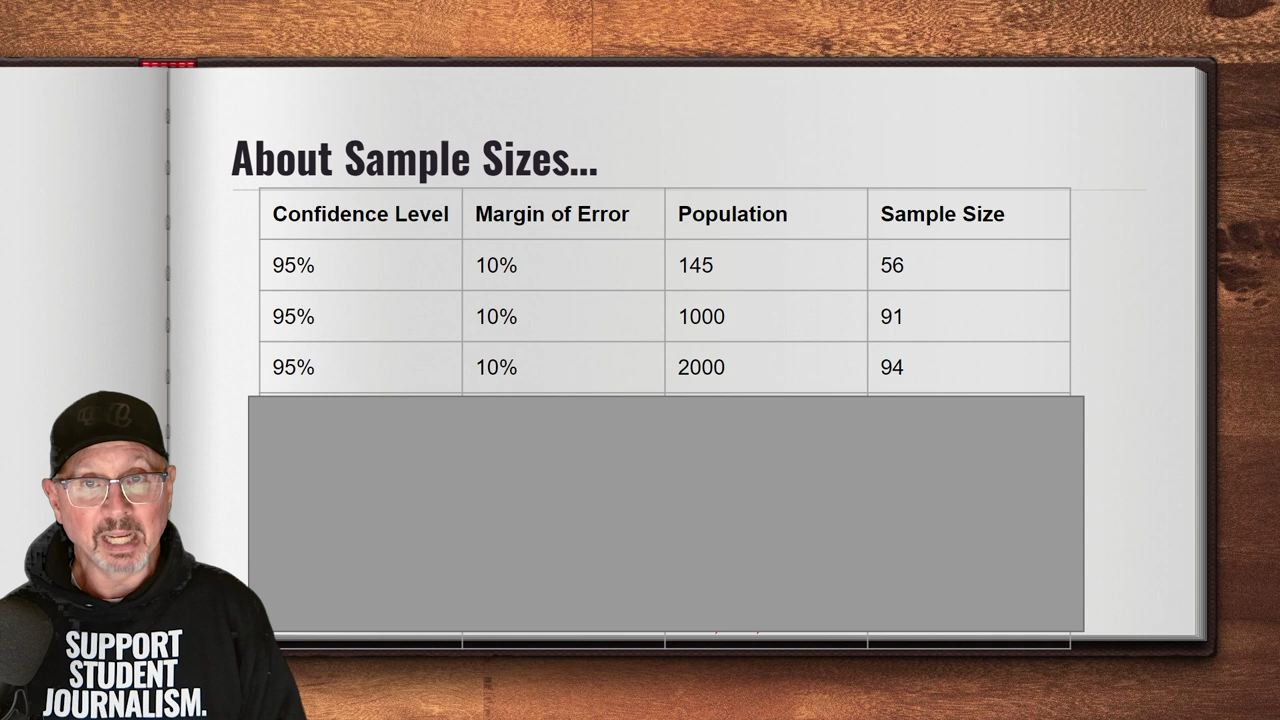 About Sample Sizes...
Confidence Level Margin of Error Population Sample Size
95% 10% 145 56
95% 10% 1000 91
95% 10% 2000 94
SUPPORT
STUDENT
JOURNALISM.